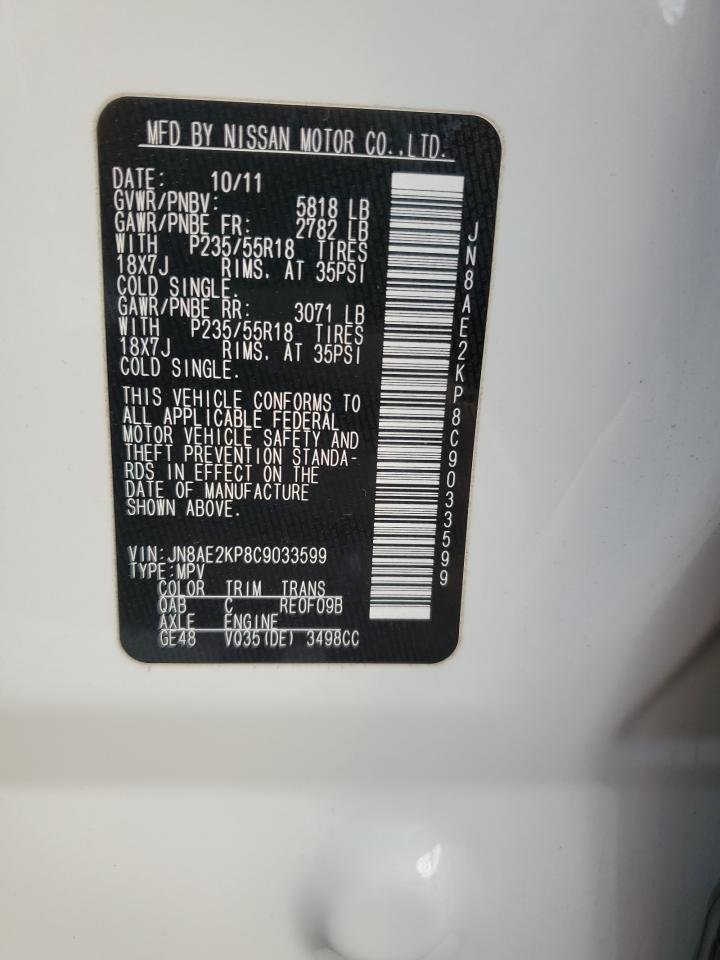 MFD BY NISSAN MOTOR CO.,LTD.
DATE: 10/11
GVWR/PNBV: 5818 LB
GAWR/PNBE FR: 2782 LB
WITH P235/55R18 TIRES
18X7J RIMS. AT 35PSI
COLD SINGLE.
GAWR/PNBE RR: 3071 LB
WITH P235/55R18 TIRES
18X7J RIMS. AT 35PSI
COLD SINGLE.
THIS VEHICLE CONFORMS TO
ALL APPLICABLE FEDERAL
MOTOR VEHICLE SAFETY AND
THEFT PREVENTION STANDA-
RDS IN EFFECT ON THE
DATE OF MANUFACTURE
SHOWN ABOVE.
VIN:JN8AE2KP8C9033599
TYPE:MPV
COLOR TRIM TRANS
QAB C RE0F09B
AXLE ENGINE
GE48 VQ35(DE) 3498CC
JN8AE2KP8C9033599